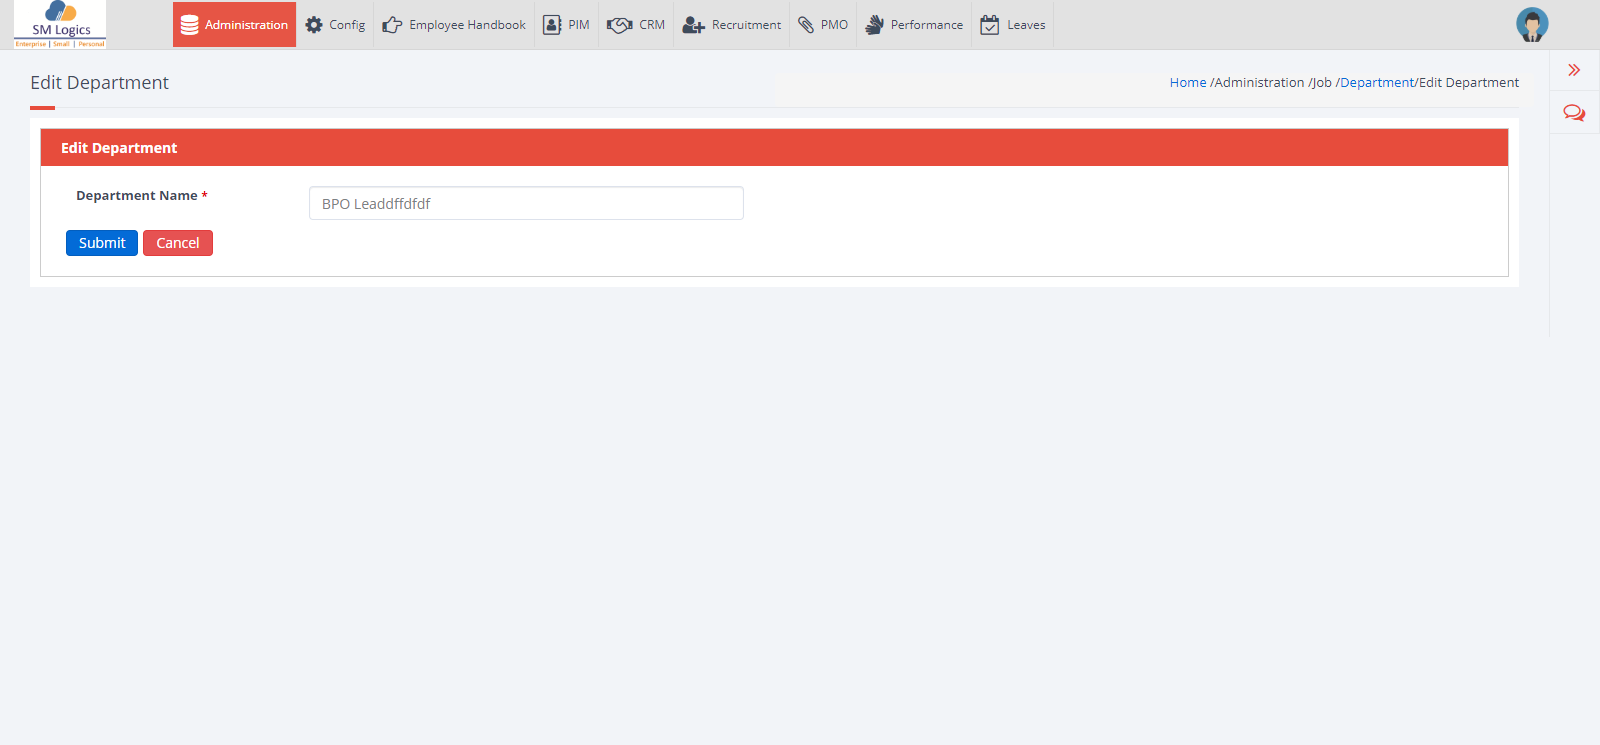 SM Logics
Enterprise | Small | Personal
Administration
Config
Employee Handbook
PIM
CRM
Recruitment
PMO
Performance
Leaves
Edit Department
Home /Administration /Job /Department/Edit Department
Edit Department
Department Name *
BPO Leaddffdfdf
Submit
Cancel